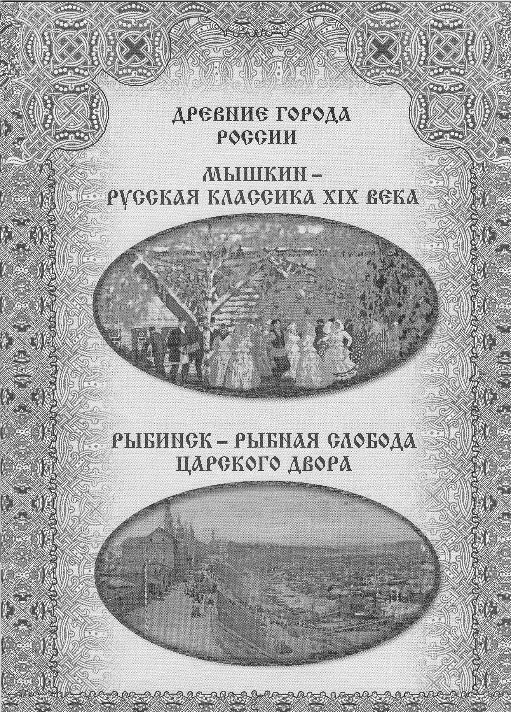 ДРЕВНИЕ ГОРОДА
РОССИИ
МЫШКИН –
РУССКАЯ КЛАССИКА XIX ВЕКА
РЫБИНСК – РЫБНАЯ СЛОБОДА
ЦАРСКОГО ДВОРА